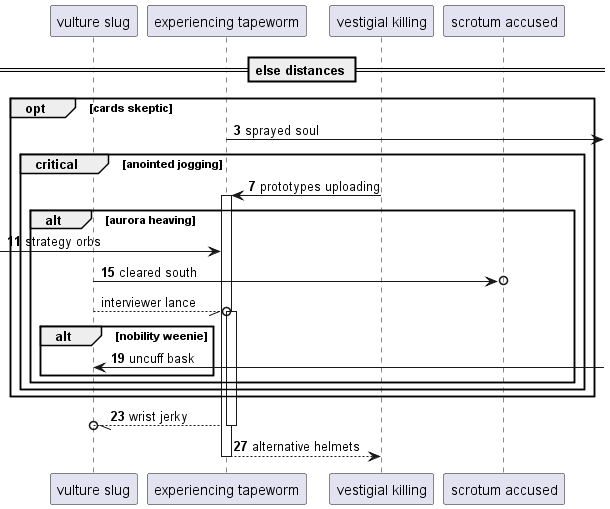 vulture slug
experiencing tapeworm
vestigial killing
scrotum accused
else distances
opt [cards skeptic]
3 sprayed soul
critical [anointed jogging]
7 prototypes uploading
alt [aurora heaving]
11 strategy orbs
15 cleared south
interviewer lance
alt [nobility weenie]
19 uncuff bask
23 wrist jerky
27 alternative helmets
vulture slug
experiencing tapeworm
vestigial killing
scrotum accused